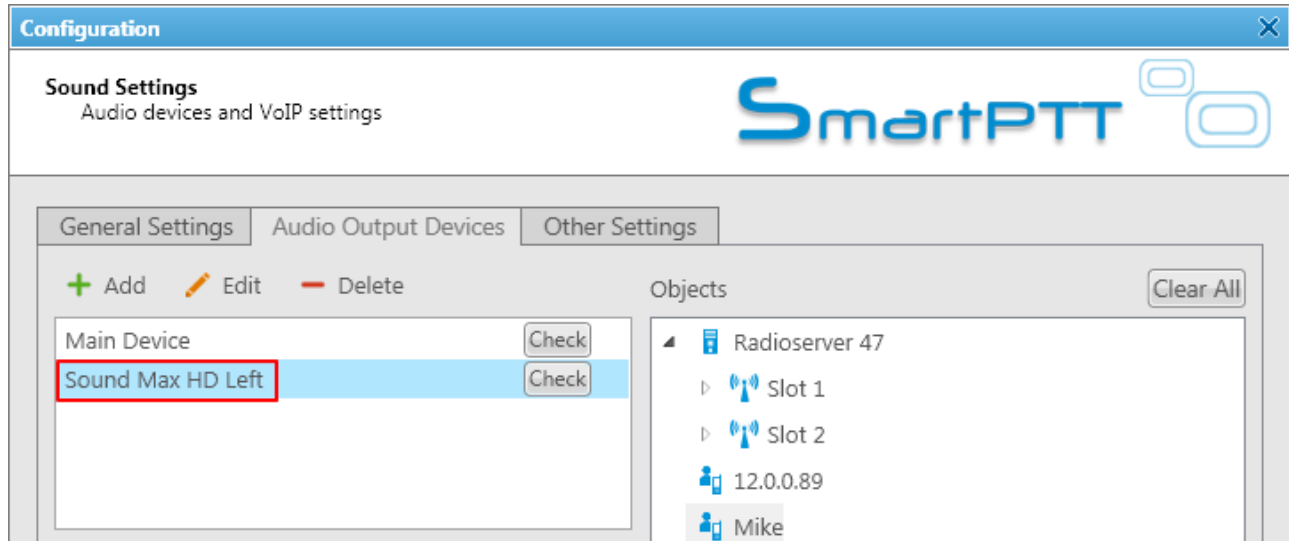 Configuration
Sound Settings
Audio devices and VoIP settings
SmartPTT
General Settings
Audio Output Devices
Other Settings
Add
Edit
Delete
Objects
Clear All
Main Device
Check
Sound Max HD Left
Check
Radioserver 47
Slot 1
Slot 2
12.0.0.89
Mike